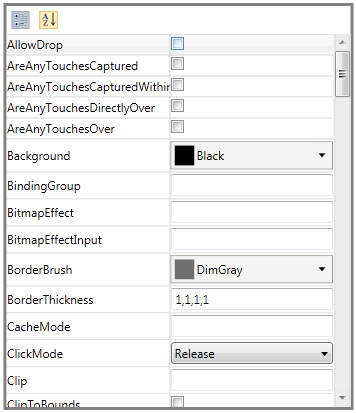 A Z
AllowDrop
AreAnyTouchesCaptured
AreAnyTouchesCapturedWithin
AreAnyTouchesDirectlyOver
AreAnyTouchesOver
Background Black
BindingGroup
BitmapEffect
BitmapEffectInput
BorderBrush DimGray
BorderThickness 1,1,1,1
CacheMode
ClickMode Release
Clip
ClipToBounds